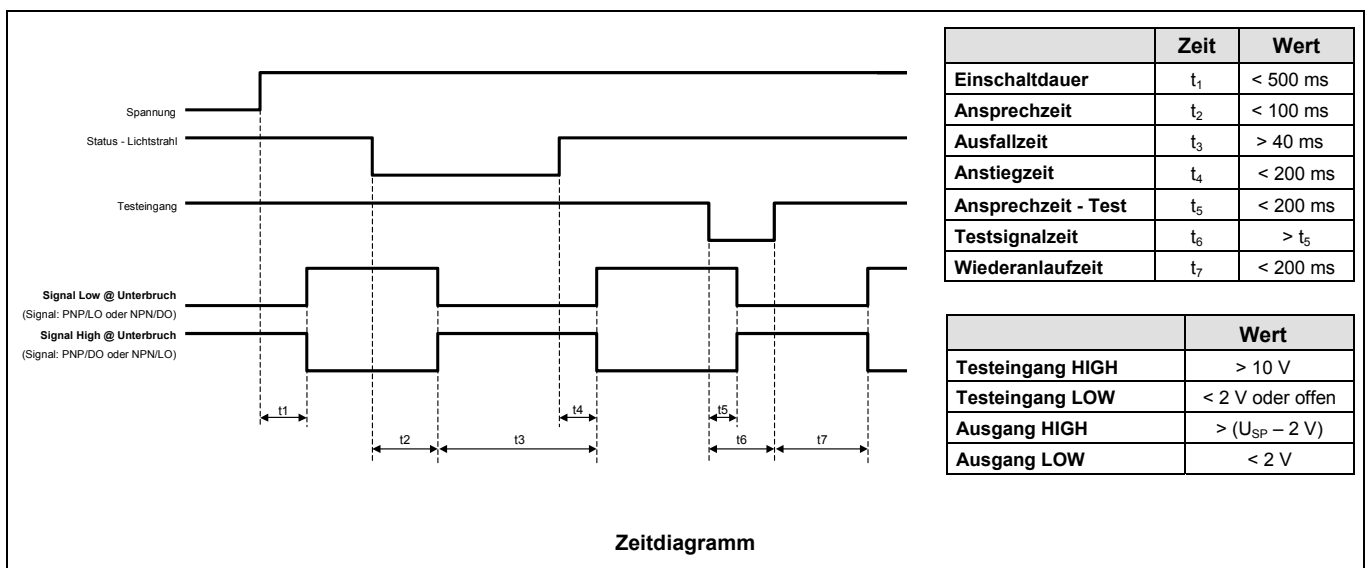 Spannung
Status - Lichtstrahl
Testeingang
Signal Low @ Unterbruch
(Signal: PNP/LO oder NPN/DO)
Signal High @ Unterbruch
(Signal: PNP/DO oder NPN/LO)
t1
t4
t5
t2
t3
t6
t7
Zeit Wert
Einschaltdauer t₁ < 500 ms
Ansprechzeit t₂ < 100 ms
Ausfallzeit t₃ > 40 ms
Anstiegzeit t₄ < 200 ms
Ansprechzeit - Test t₅ < 200 ms
Testsignalzeit t₆ > t₅
Wiederanlaufzeit t₇ < 200 ms
Wert
Testeingang HIGH > 10 V
Testeingang LOW < 2 V oder offen
Ausgang HIGH > (U_SP – 2 V)
Ausgang LOW < 2 V
Zeitdiagramm